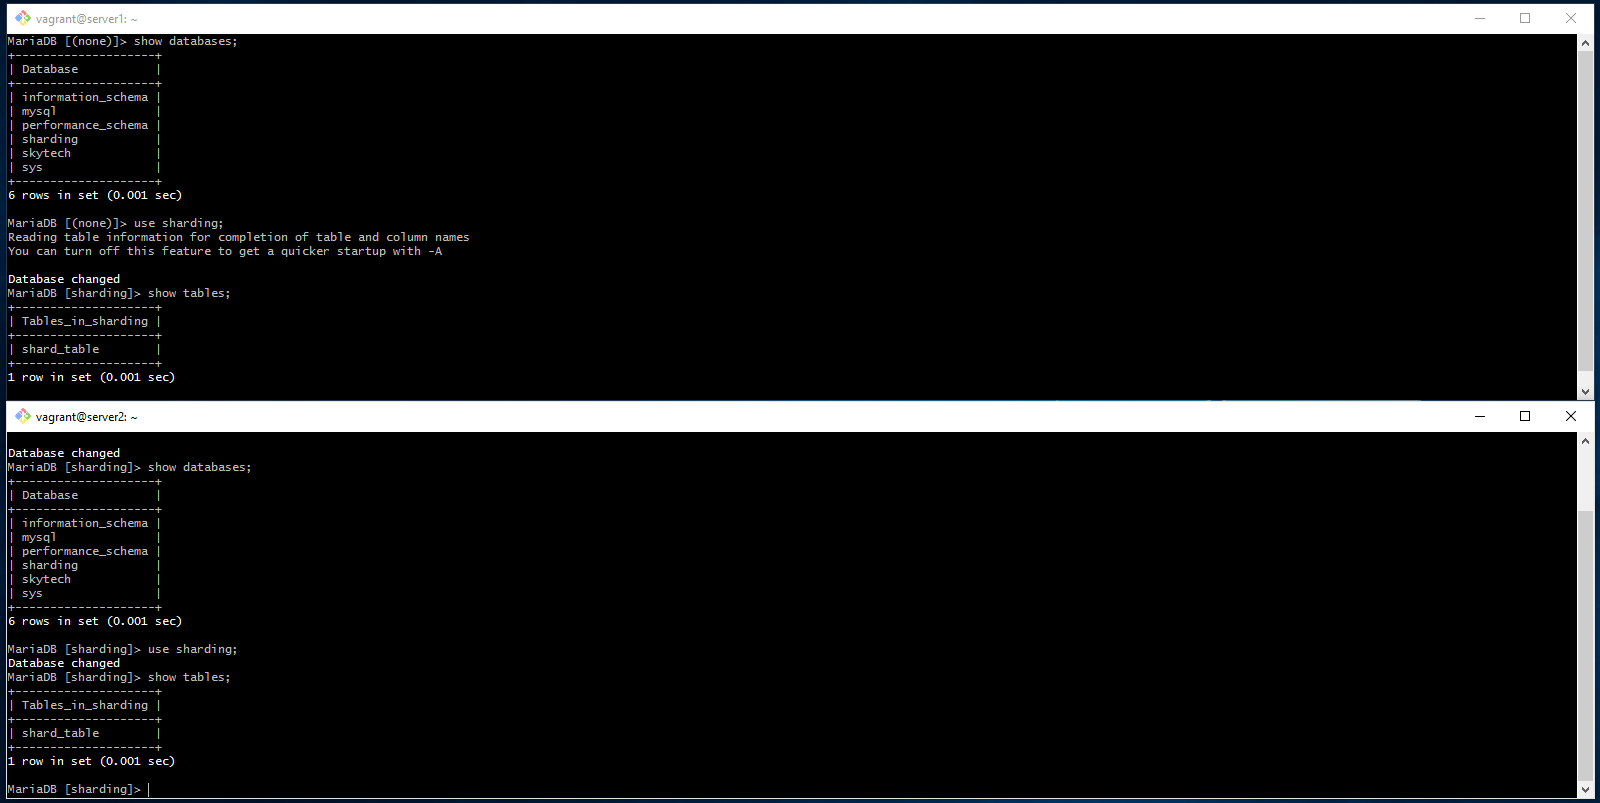 vagrant@server1: ~
MariaDB [(none)]> show databases;
+--------------------+
| Database           |
+--------------------+
| information_schema |
| mysql              |
| performance_schema |
| sharding           |
| skytech            |
| sys                |
+--------------------+
6 rows in set (0.001 sec)

MariaDB [(none)]> use sharding;
Reading table information for completion of table and column names
You can turn off this feature to get a quicker startup with -A

Database changed
MariaDB [sharding]> show tables;
+--------------------+
| Tables_in_sharding |
+--------------------+
| shard_table        |
+--------------------+
1 row in set (0.001 sec)

vagrant@server2: ~
Database changed
MariaDB [sharding]> show databases;
+--------------------+
| Database           |
+--------------------+
| information_schema |
| mysql              |
| performance_schema |
| sharding           |
| skytech            |
| sys                |
+--------------------+
6 rows in set (0.001 sec)

MariaDB [sharding]> use sharding;
Database changed
MariaDB [sharding]> show tables;
+--------------------+
| Tables_in_sharding |
+--------------------+
| shard_table        |
+--------------------+
1 row in set (0.001 sec)

MariaDB [sharding]>